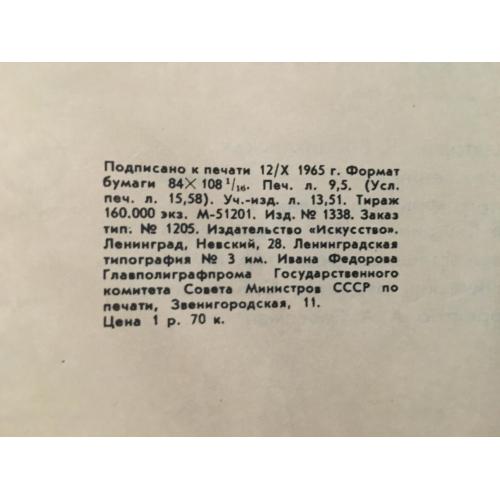 Подписано к печати 12/X 1965 г. Формат
бумаги 84×108 1/16. Печ. л. 9,5. (Усл.
печ. л. 15,58). Уч.-изд. л. 13,51. Тираж
160.000 экз. М-51201. Изд. № 1338. Заказ
тип. № 1205. Издательство «Искусство».
Ленинград, Невский, 28. Ленинградская
типография № 3 им. Ивана Федорова
Главполиграфпрома Государственного
комитета Совета Министров СССР по
печати, Звенигородская, 11.
Цена 1 р. 70 к.